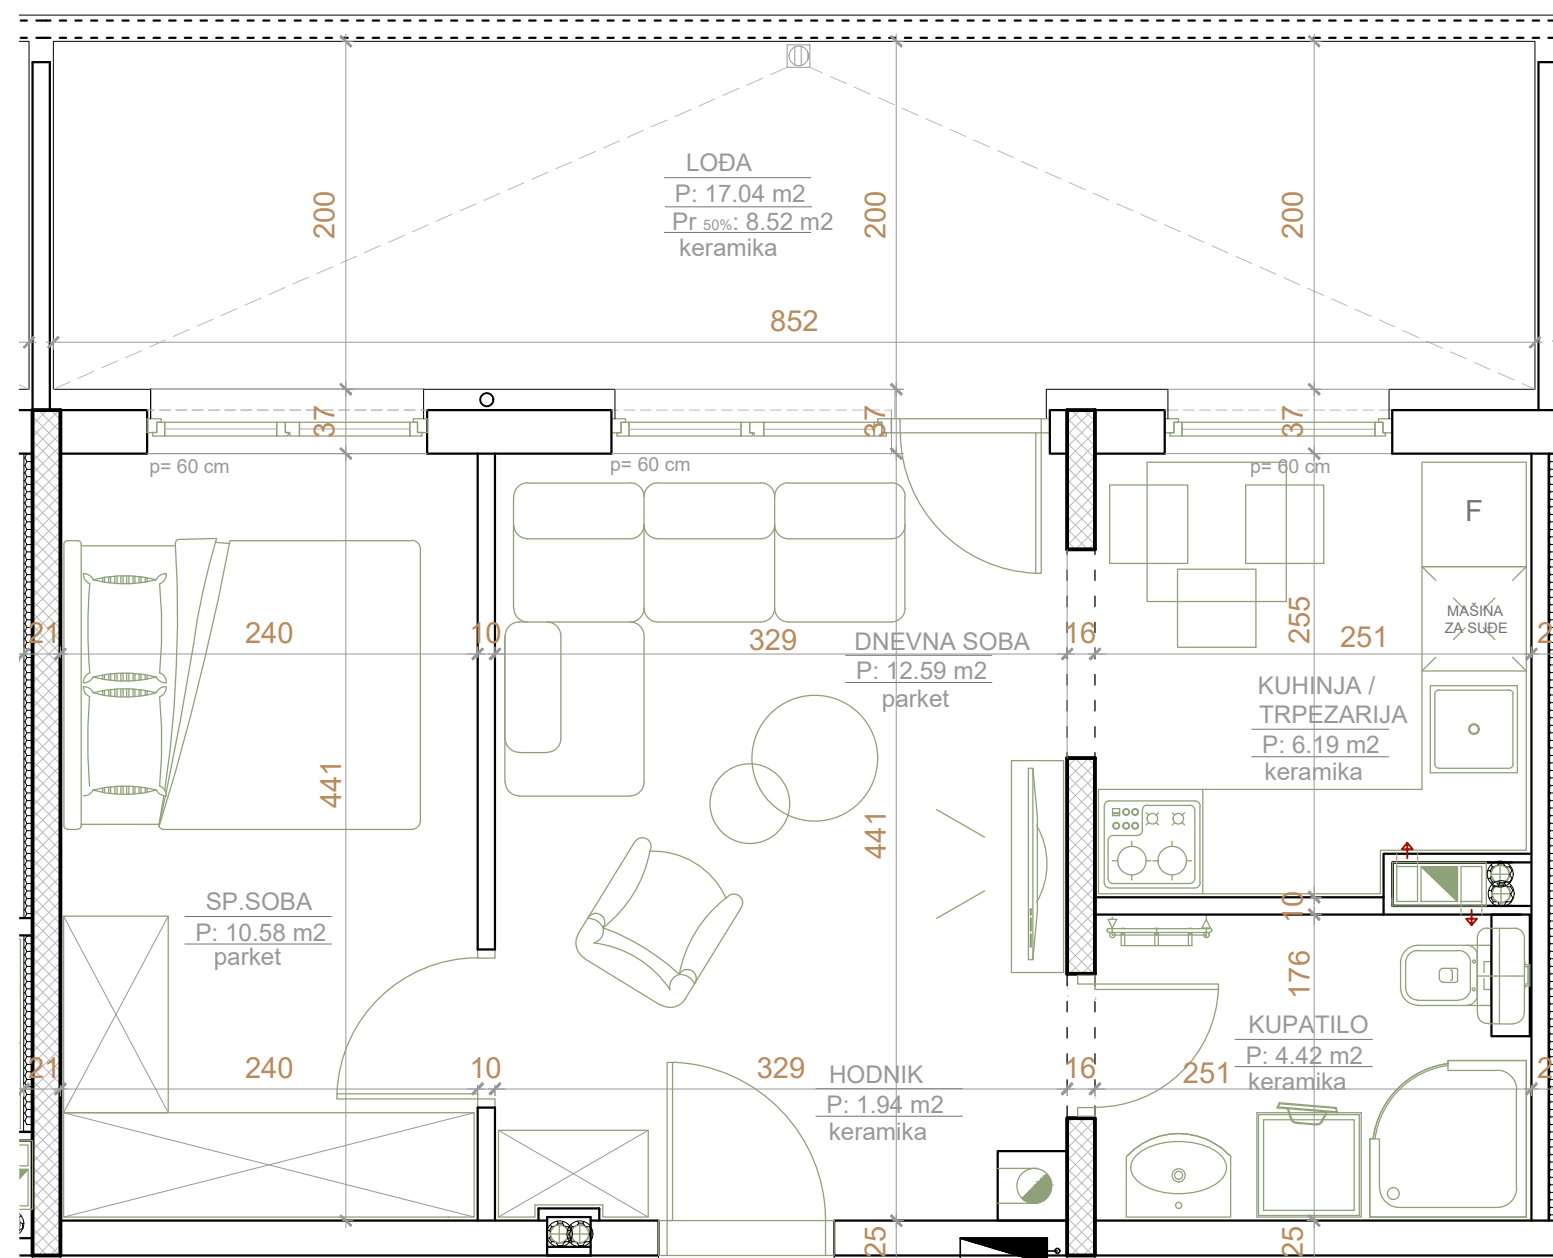 LOĐA
P: 17.04 m2
Pr 50%: 8.52 m2
keramika
200
200
200
852
37
37
37
p= 60 cm
p= 60 cm
p= 60 cm
F
MAŠINA
ZA SUĐE
21
240
10
329
16
255
251
DNEVNA SOBA
P: 12.59 m2
parket
KUHINJA /
TRPEZARIJA
P: 6.19 m2
keramika
441
441
SP.SOBA
P: 10.58 m2
parket
10
176
KUPATILO
P: 4.42 m2
keramika
21
240
10
329
16
251
HODNIK
P: 1.94 m2
keramika
25
25